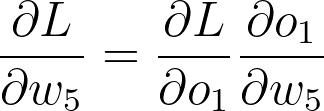 ∂L/∂w₅ = ∂L/∂o₁ ∂o₁/∂w₅